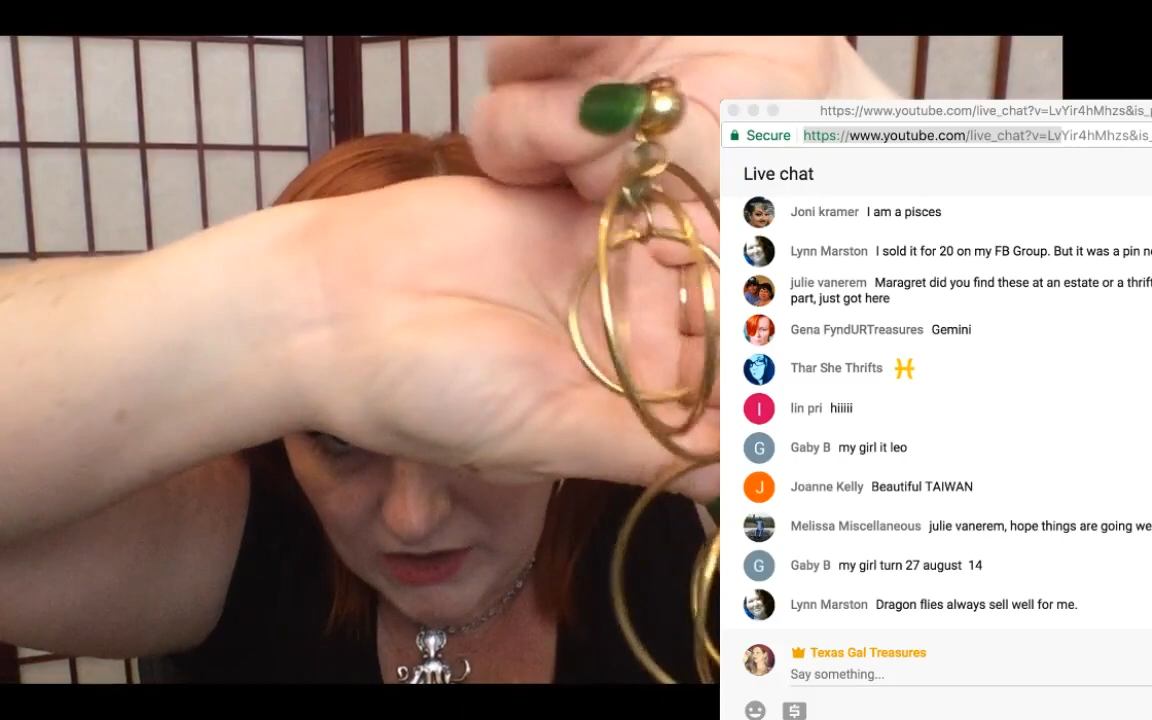 https://www.youtube.com/live_chat?v=LvYir4hMhzs&is_
Secure https://www.youtube.com/live_chat?v=LvYir4hMhzs&is_
Live chat
Joni kramer I am a pisces
Lynn Marston I sold it for 20 on my FB Group. But it was a pin
julie vanerem Maragret did you find these at an estate or a thrift
part, just got here
Gena FyndURTreasures Gemini
Thar She Thrifts ♓
I
lin pri hiiiii
G
Gaby B my girl it leo
J
Joanne Kelly Beautiful TAIWAN
Melissa Miscellaneous julie vanerem, hope things are going
G
Gaby B my girl turn 27 august 14
Lynn Marston Dragon flies always sell well for me.
Texas Gal Treasures
Say something...
$